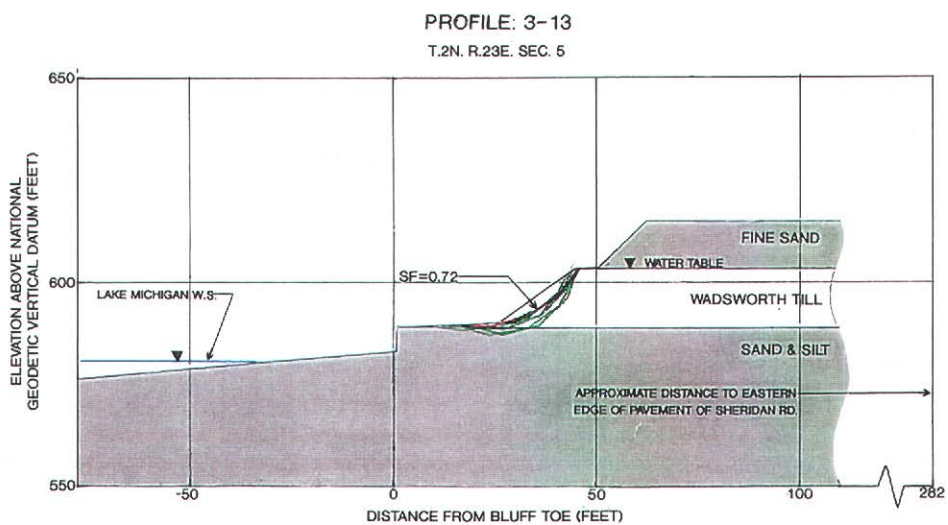 PROFILE: 3-13
T.2N. R.23E. SEC. 5
650
600
550
ELEVATION ABOVE NATIONAL
GEODETIC VERTICAL DATUM (FEET)
LAKE MICHIGAN W.S.
SF=0.72
FINE SAND
WATER TABLE
WADSWORTH TILL
SAND & SILT
APPROXIMATE DISTANCE TO EASTERN
EDGE OF PAVEMENT OF SHERIDAN RD.
-50 0 50 100 282
DISTANCE FROM BLUFF TOE (FEET)